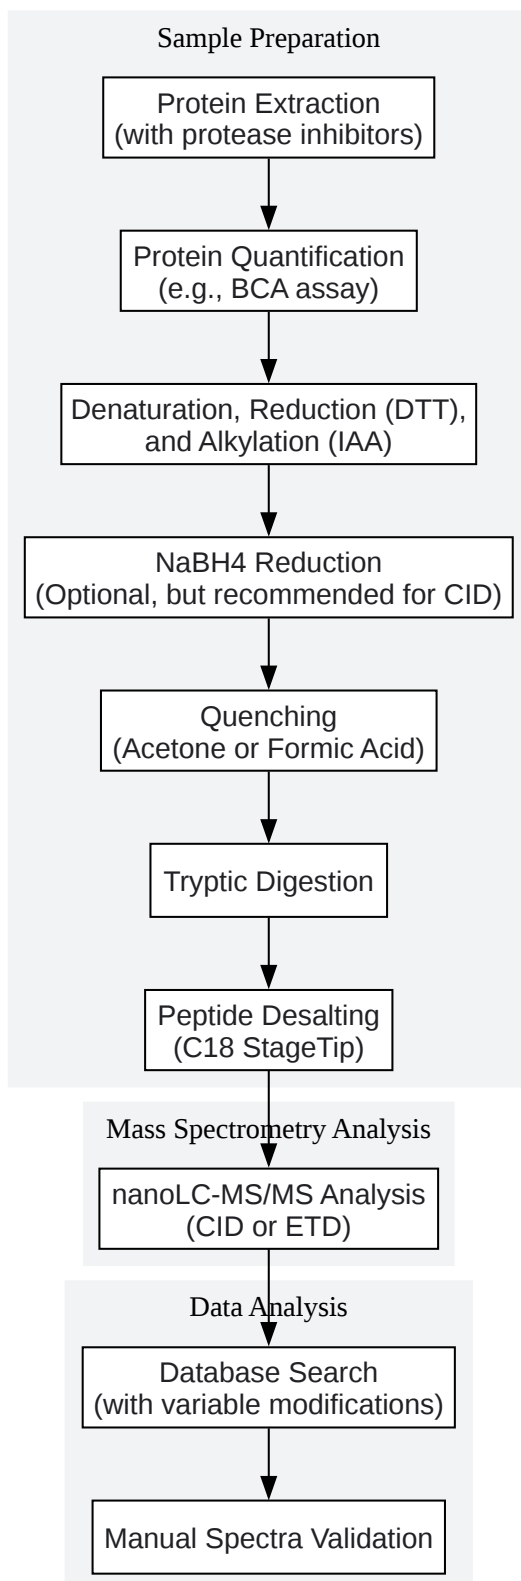 Sample Preparation
Protein Extraction
(with protease inhibitors)
Protein Quantification
(e.g., BCA assay)
Denaturation, Reduction (DTT),
and Alkylation (IAA)
NaBH4 Reduction
(Optional, but recommended for CID)
Quenching
(Acetone or Formic Acid)
Tryptic Digestion
Peptide Desalting
(C18 StageTip)
Mass Spectrometry Analysis
nanoLC-MS/MS Analysis
(CID or ETD)
Data Analysis
Database Search
(with variable modifications)
Manual Spectra Validation